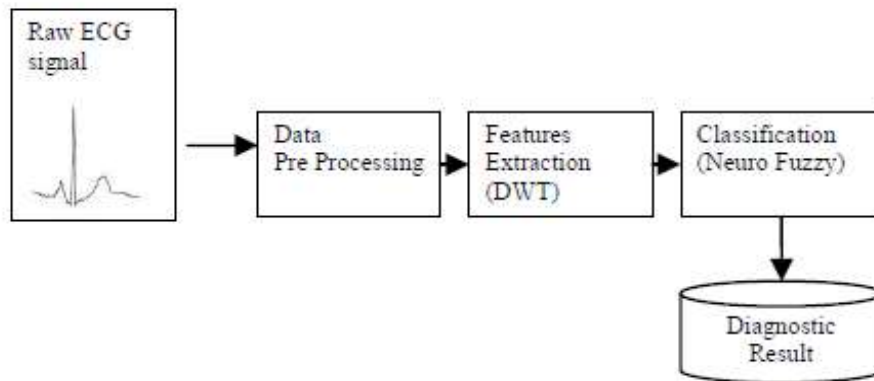 Raw ECG
signal
Data
Pre Processing
Features
Extraction
(DWT)
Classification
(Neuro Fuzzy)
Diagnostic
Result